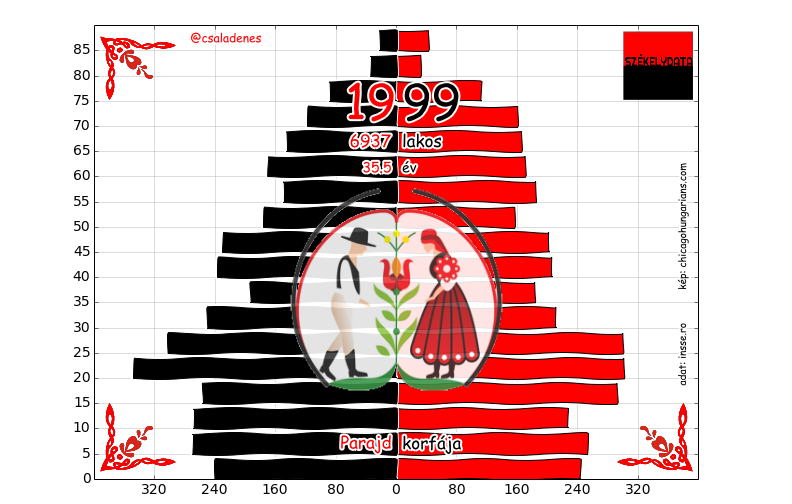 @csaladenes
SZÉKELYDATA
1999
6937 lakos
35.5 év
kép: chicagohungarians.com
adat: insse.ro
Parajd korfája
85
80
75
70
65
60
55
50
45
40
35
30
25
20
15
10
5
0
320 240 160 80 0 80 160 240 320